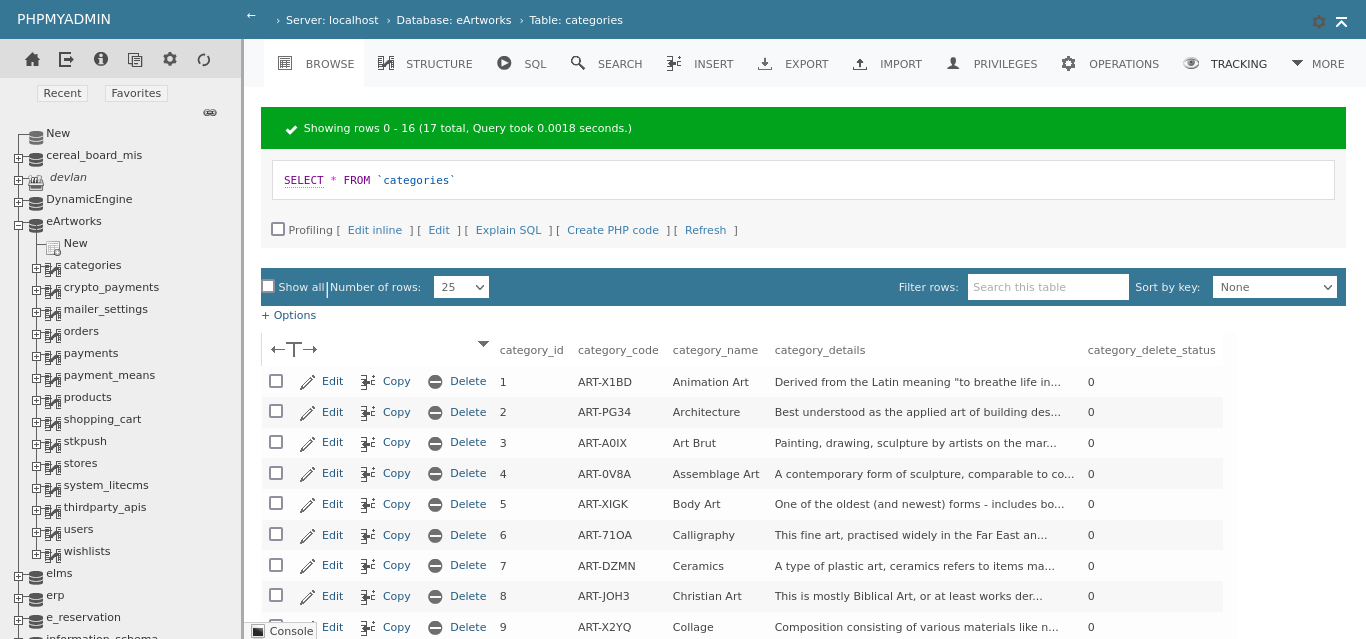 PHPMYADMIN
← › Server: localhost › Database: eArtworks › Table: categories
Recent Favorites
New
cereal_board_mis
devlan
DynamicEngine
eArtworks
New
categories
crypto_payments
mailer_settings
orders
payments
payment_means
products
shopping_cart
stkpush
stores
system_litecms
thirdparty_apis
users
wishlists
elms
erp
e_reservation
information_schema
BROWSE STRUCTURE SQL SEARCH INSERT EXPORT IMPORT PRIVILEGES OPERATIONS TRACKING MORE
Showing rows 0 - 16 (17 total, Query took 0.0018 seconds.)
SELECT * FROM `categories`
Profiling [ Edit inline ] [ Edit ] [ Explain SQL ] [ Create PHP code ] [ Refresh ]
Show all Number of rows: 25 Filter rows: Search this table Sort by key: None
+ Options
←T→ category_id category_code category_name category_details category_delete_status
Edit Copy Delete 1 ART-X1BD Animation Art Derived from the Latin meaning "to breathe life in... 0
Edit Copy Delete 2 ART-PG34 Architecture Best understood as the applied art of building des... 0
Edit Copy Delete 3 ART-A0IX Art Brut Painting, drawing, sculpture by artists on the mar... 0
Edit Copy Delete 4 ART-0V8A Assemblage Art A contemporary form of sculpture, comparable to co... 0
Edit Copy Delete 5 ART-XIGK Body Art One of the oldest (and newest) forms - includes bo... 0
Edit Copy Delete 6 ART-71OA Calligraphy This fine art, practised widely in the Far East an... 0
Edit Copy Delete 7 ART-DZMN Ceramics A type of plastic art, ceramics refers to items ma... 0
Edit Copy Delete 8 ART-JOH3 Christian Art This is mostly Biblical Art, or at least works der... 0
Edit Copy Delete 9 ART-X2YQ Collage Composition consisting of various materials like n... 0
Console